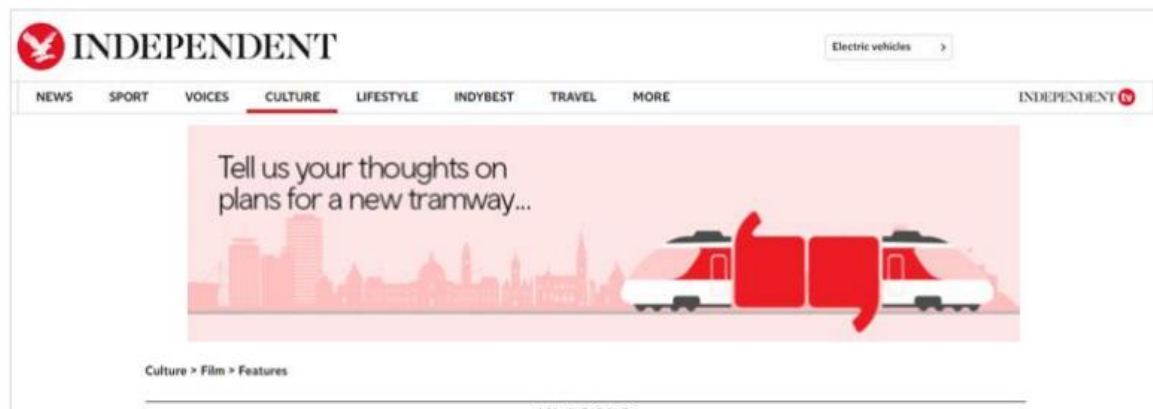 INDEPENDENT
Electric vehicles >
NEWS SPORT VOICES CULTURE LIFESTYLE INDYBEST TRAVEL MORE INDEPENDENT tv
Tell us your thoughts on
plans for a new tramway...
Culture > Film > Features